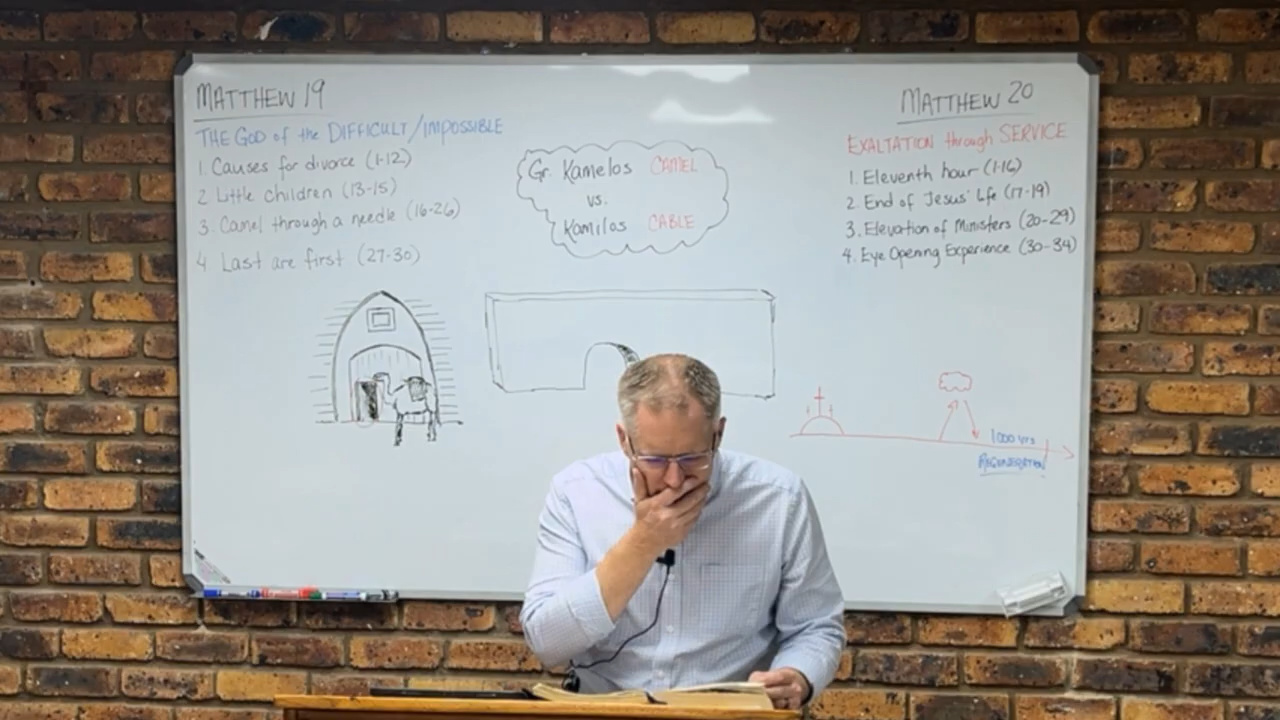 MATTHEW 19
THE GOD of the DIFFICULT/IMPOSSIBLE
1. Causes for divorce (1-12)
2 Little children (13-15)
3. Camel through a needle (16-26)
4 Last are first (27-30)
Gr. Kamelos CAMEL
vs.
Kamilos CABLE
MATTHEW 20
EXALTATION through SERVICE
1. Eleventh hour (1-16)
2. End of Jesus' Life (17-19)
3. Elevation of Ministers (20-29)
4. Eye Opening Experience (30-34)
1000 yrs
REGENERATION